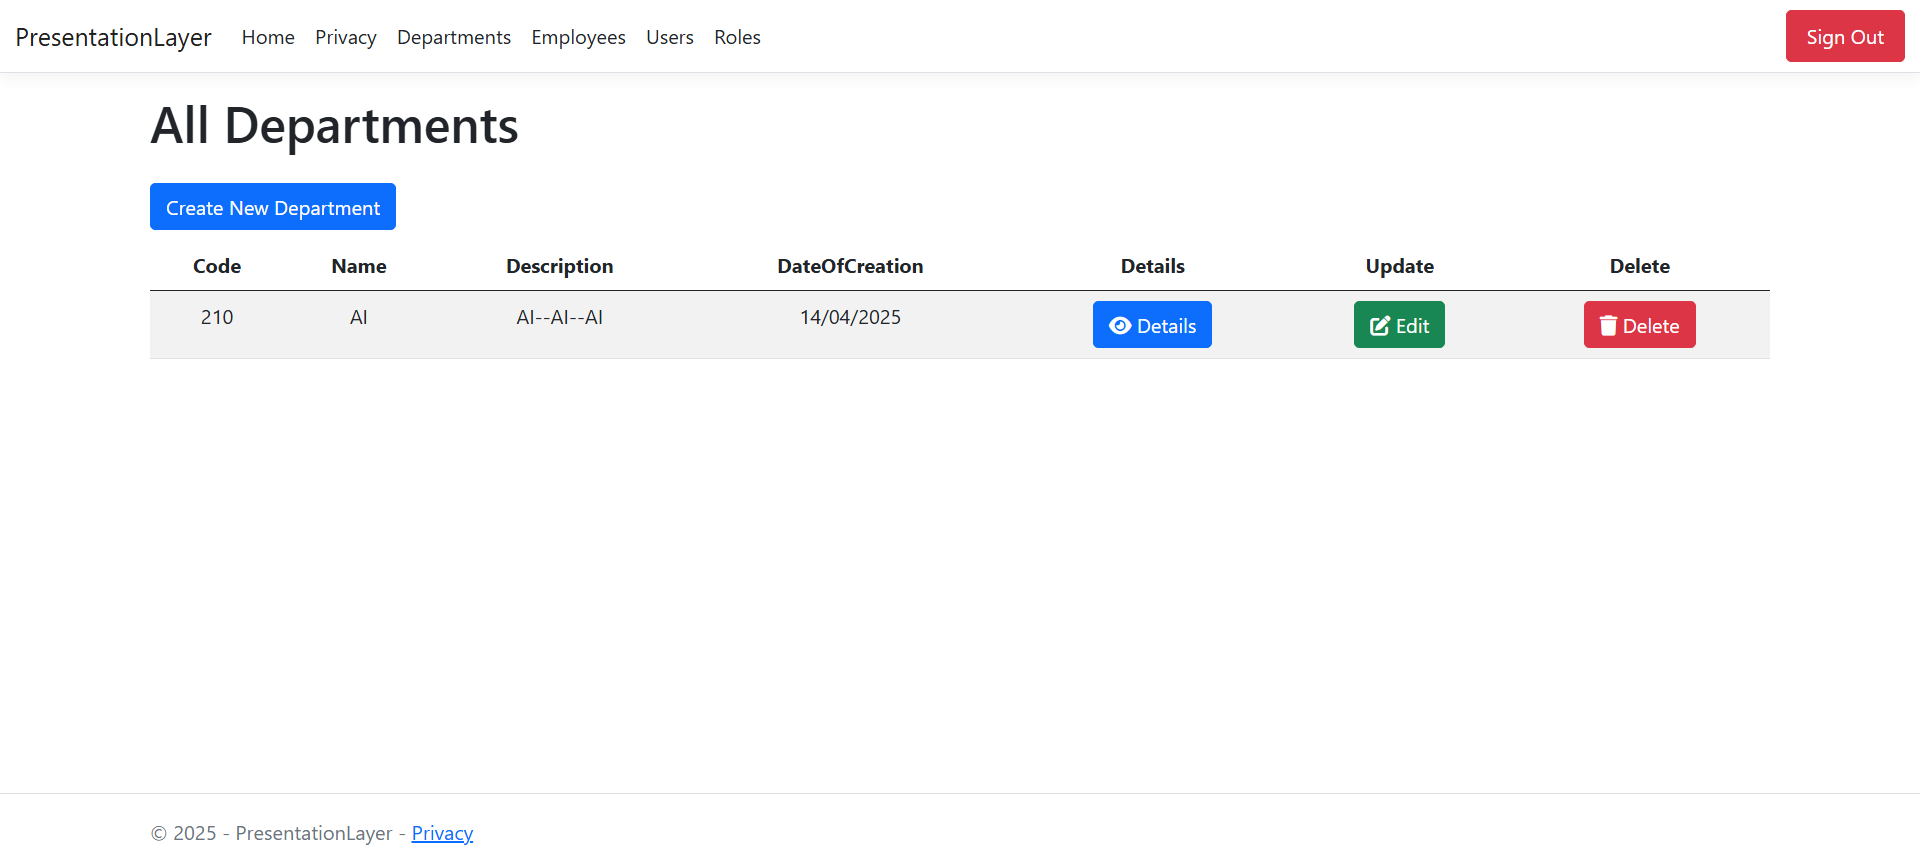 PresentationLayer Home Privacy Departments Employees Users Roles Sign Out
All Departments
Create New Department
Code Name Description DateOfCreation Details Update Delete
210 AI AI--AI--AI 14/04/2025 Details Edit Delete
© 2025 - PresentationLayer - Privacy